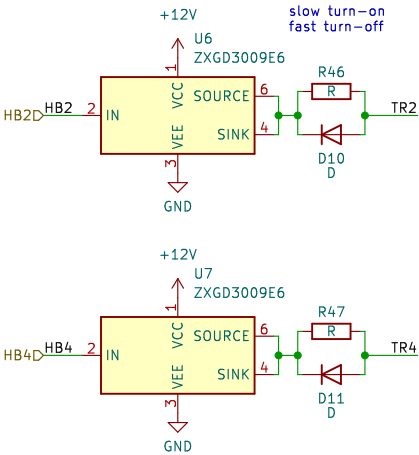 slow turn-on
fast turn-off
+12V
U6
ZXGD3009E6
1
VCC
SOURCE
6
R46
R
HB2
HB2
2
IN
TR2
VEE
SINK
4
D10
D
3
GND
+12V
U7
ZXGD3009E6
1
VCC
SOURCE
6
R47
R
HB4
HB4
2
IN
TR4
VEE
SINK
4
D11
D
3
GND